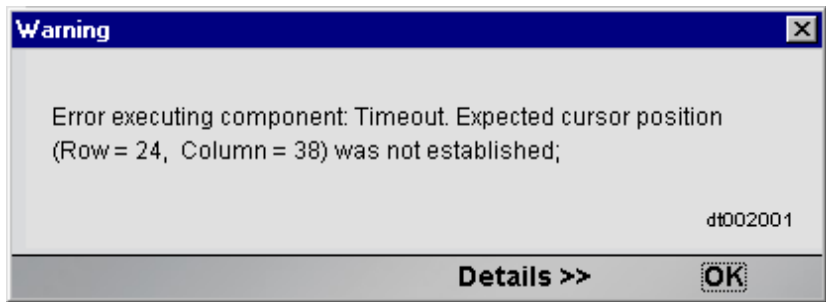 Warning
Error executing component: Timeout. Expected cursor position
(Row = 24, Column = 38) was not established;
dt002001
Details >> OK